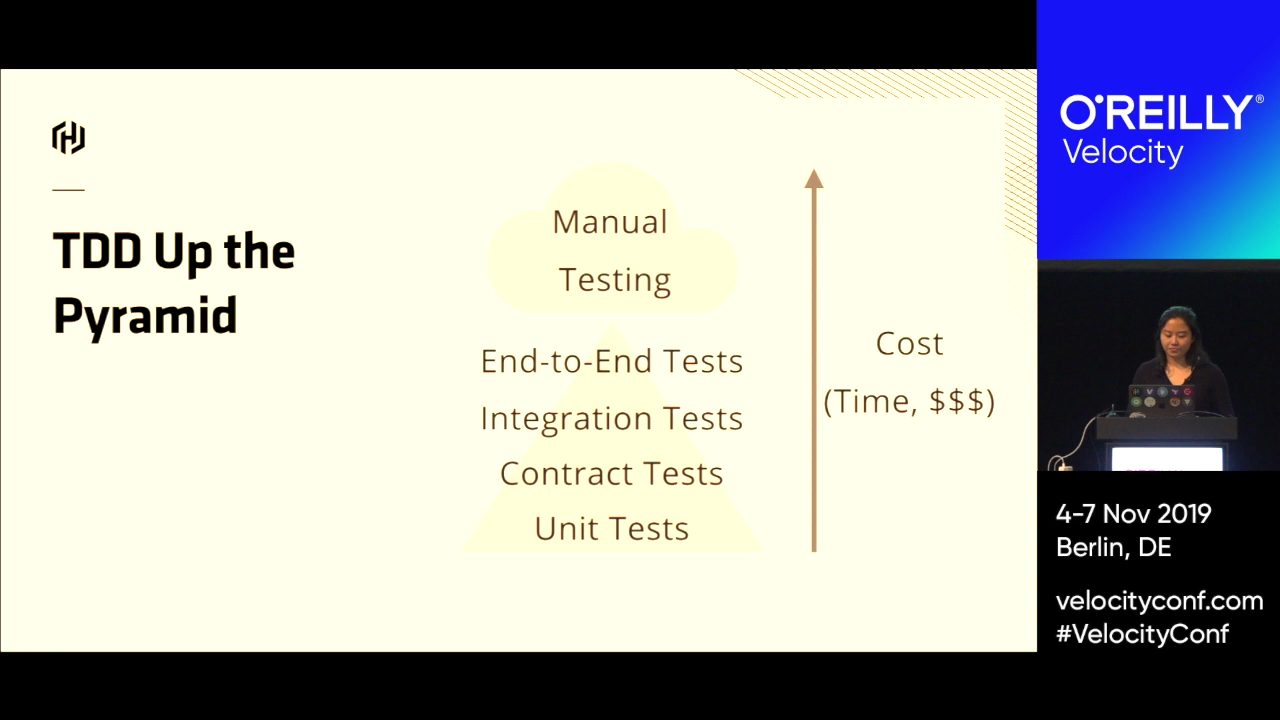 TDD Up the
Pyramid
Manual
Testing
End-to-End Tests
Integration Tests
Contract Tests
Unit Tests
Cost
(Time, $$$)
O'REILLY®
Velocity
4-7 Nov 2019
Berlin, DE
velocityconf.com
#VelocityConf